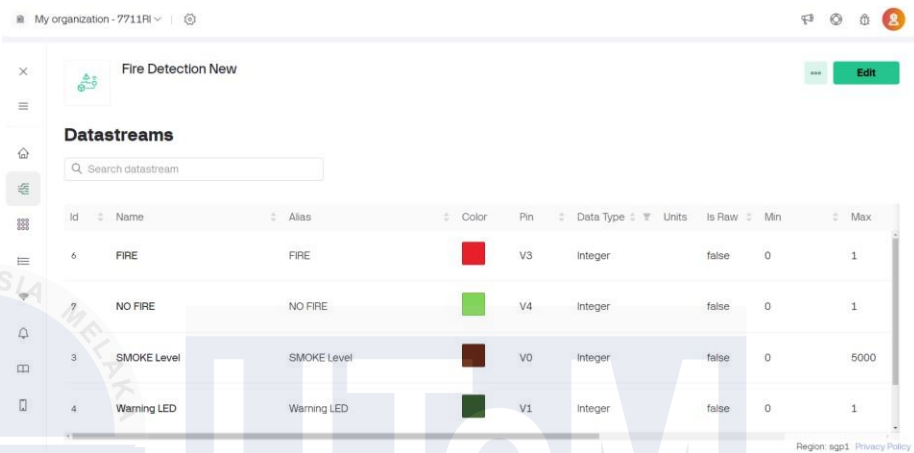 My organization - 7711RI
Fire Detection New
Edit
Datastreams
Search datastream
Id Name Alias Color Pin Data Type Units Is Raw Min Max
6 FIRE FIRE V3 Integer false 0 1
7 NO FIRE NO FIRE V4 Integer false 0 1
3 SMOKE Level SMOKE Level V0 Integer false 0 5000
4 Warning LED Warning LED V1 Integer false 0 1
Region: sgp1 Privacy Policy
SIA MELAKA
UTeM